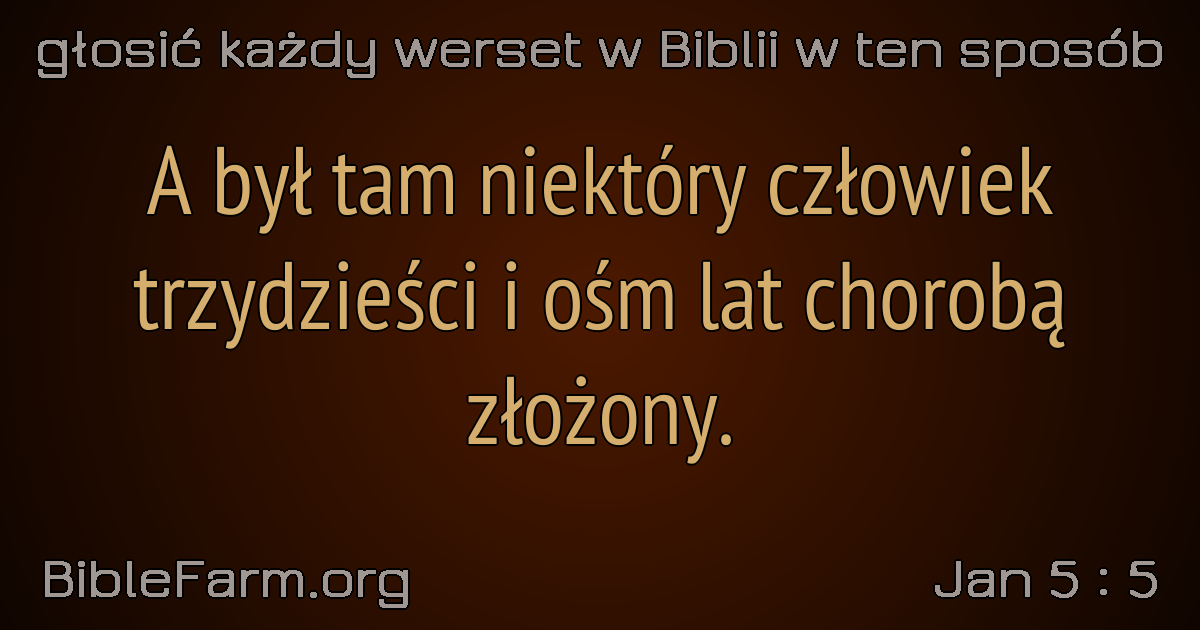 głosić każdy werset w Biblii w ten sposób
A był tam niektóry człowiek
trzydzieści i ośm lat chorobą
złożony.
BibleFarm.org
Jan 5 : 5